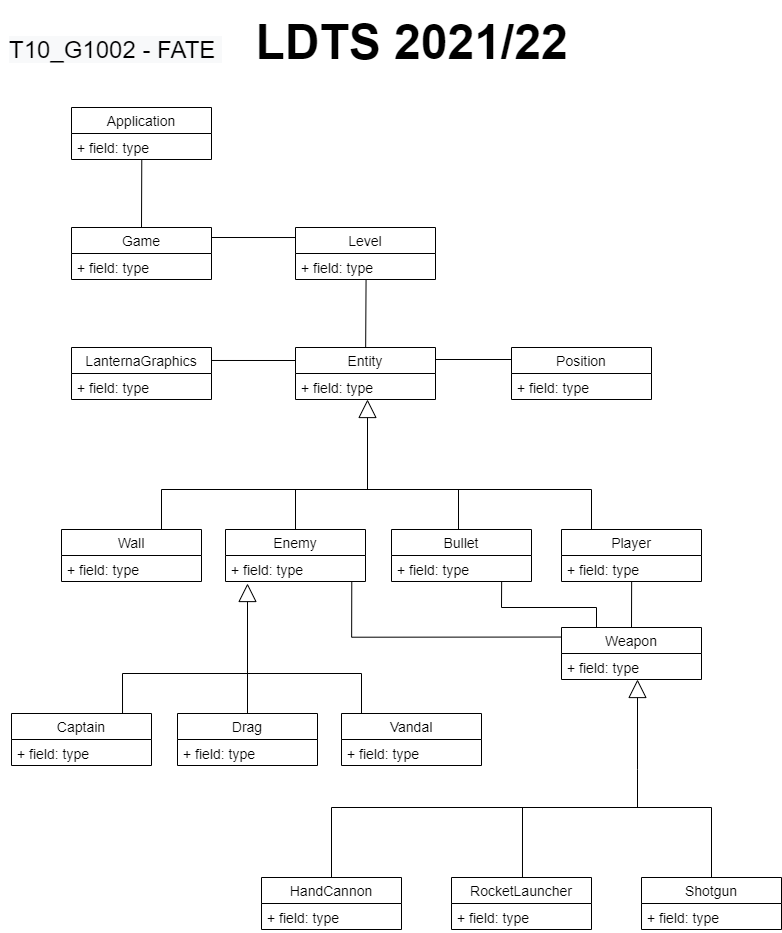 T10_G1002 - FATE
LDTS 2021/22
Application
+ field: type
Game
+ field: type
Level
+ field: type
LanternaGraphics
+ field: type
Entity
+ field: type
Position
+ field: type
Wall
+ field: type
Enemy
+ field: type
Bullet
+ field: type
Player
+ field: type
Weapon
+ field: type
Captain
+ field: type
Drag
+ field: type
Vandal
+ field: type
HandCannon
+ field: type
RocketLauncher
+ field: type
Shotgun
+ field: type